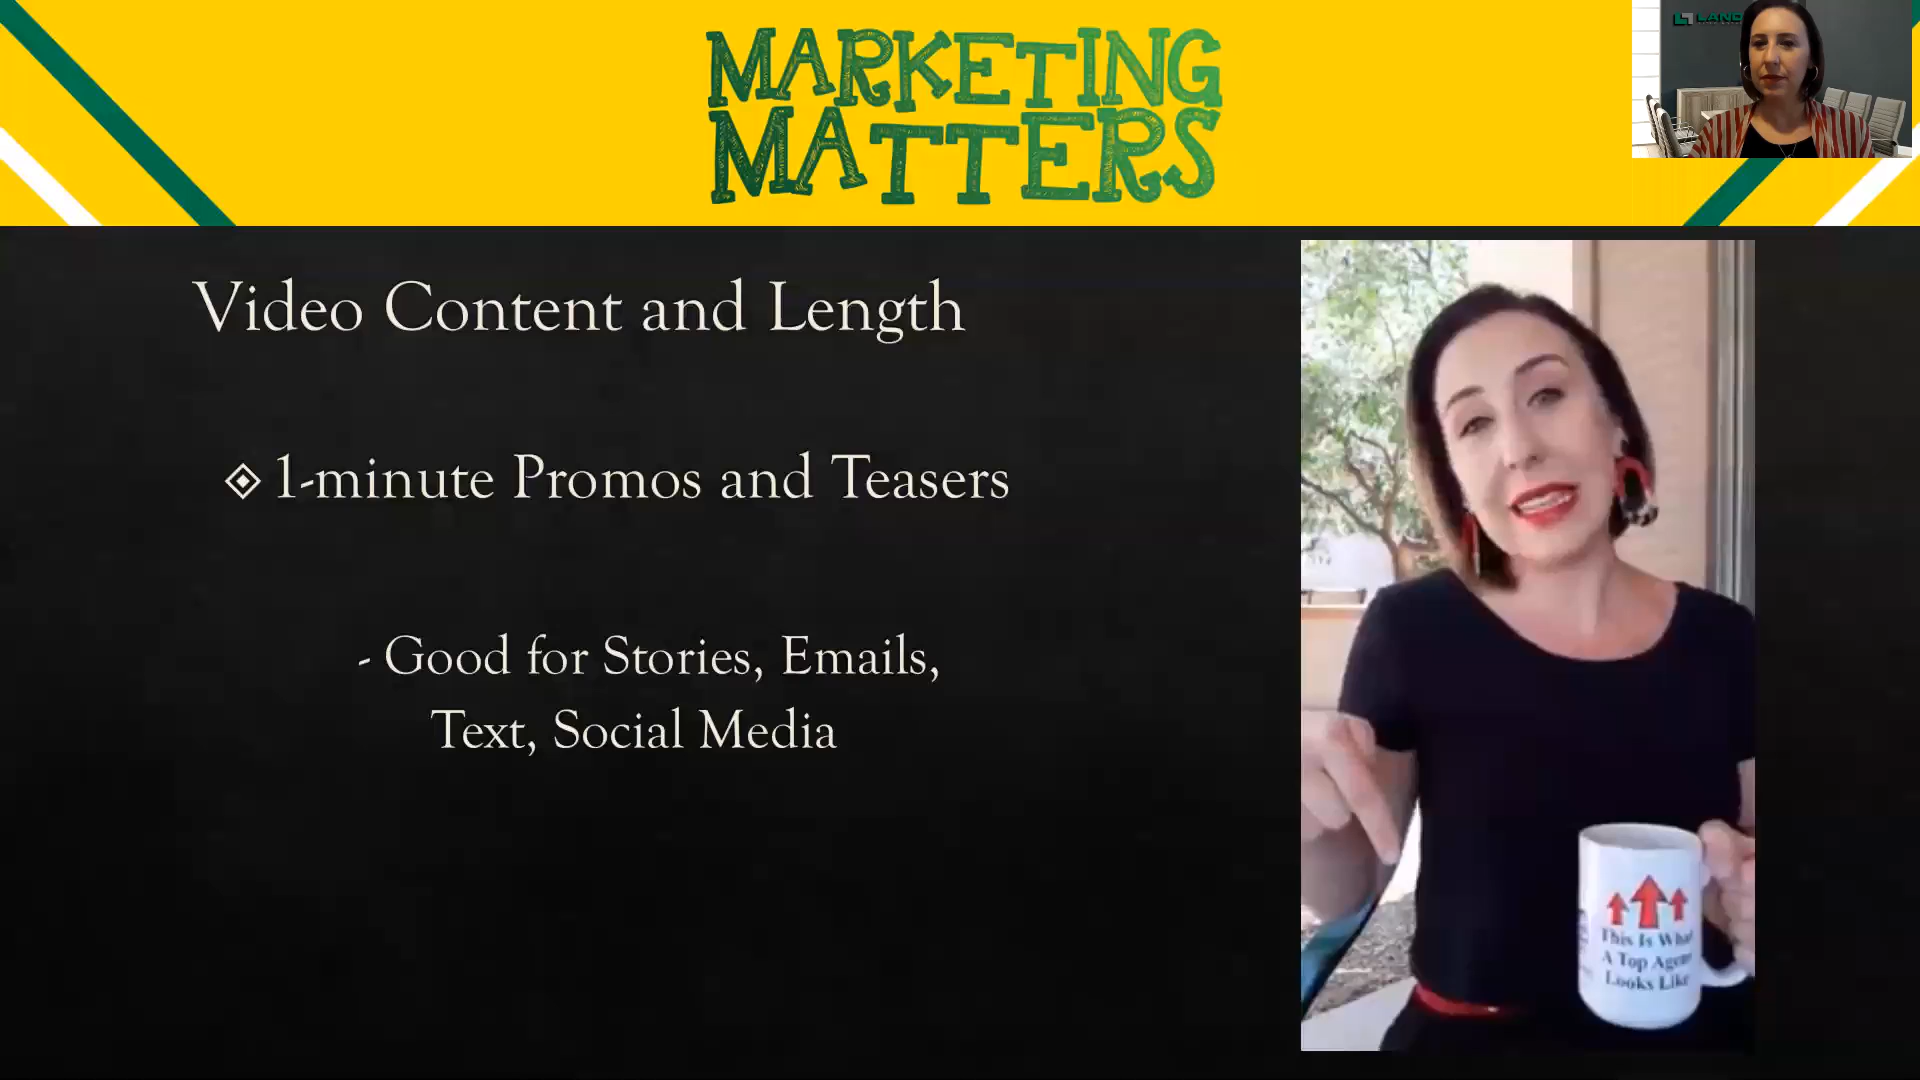 MARKETING
MATTERS
LAND
Video Content and Length
1-minute Promos and Teasers
- Good for Stories, Emails,
Text, Social Media
This Is What
A Top Agent
Looks Like